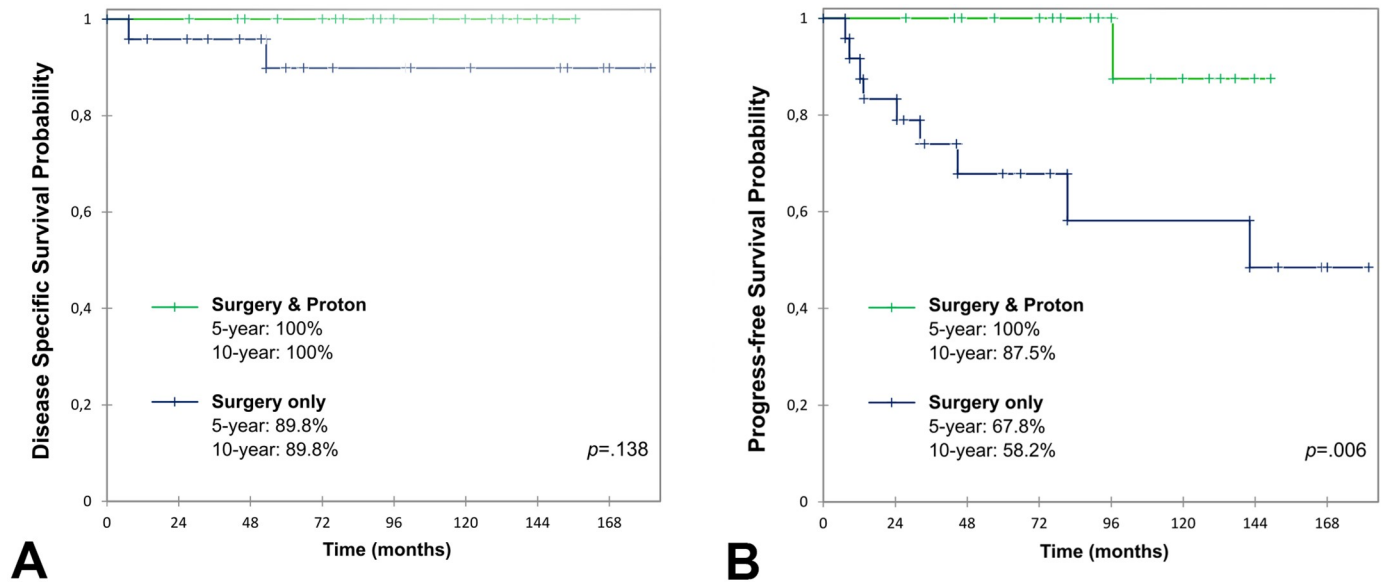 Disease Specific Survival Probability
1
0,8
0,6
0,4
0,2
0
Surgery & Proton
5-year: 100%
10-year: 100%
Surgery only
5-year: 89.8%
10-year: 89.8%
p=.138
0 24 48 72 96 120 144 168
Time (months)
A
Progress-free Survival Probability
1
0,8
0,6
0,4
0,2
0
Surgery & Proton
5-year: 100%
10-year: 87.5%
Surgery only
5-year: 67.8%
10-year: 58.2%
p=.006
0 24 48 72 96 120 144 168
Time (months)
B